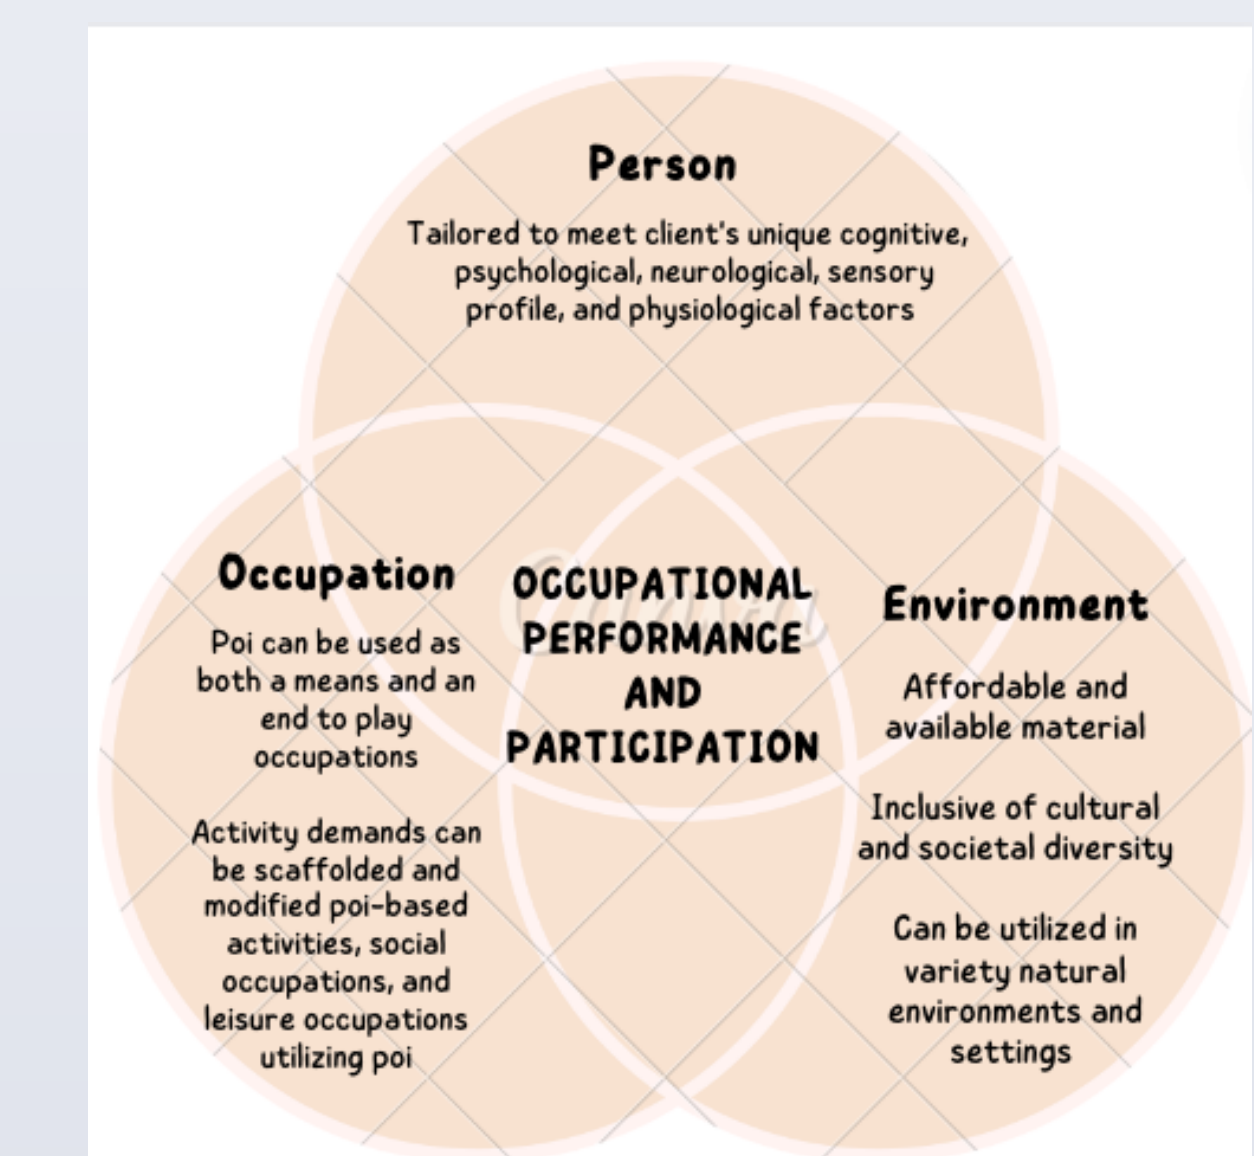 Person
Tailored to meet client's unique cognitive,
psychological, neurological, sensory
profile, and physiological factors
Occupation
Poi can be used as
both a means and an
end to play
occupations
Activity demands can
be scaffolded and
modified poi-based
activities, social
occupations, and
leisure occupations
utilizing poi
OCCUPATIONAL
PERFORMANCE
AND
PARTICIPATION
Canva
Environment
Affordable and
available material
Inclusive of cultural
and societal diversity
Can be utilized in
variety natural
environments and
settings